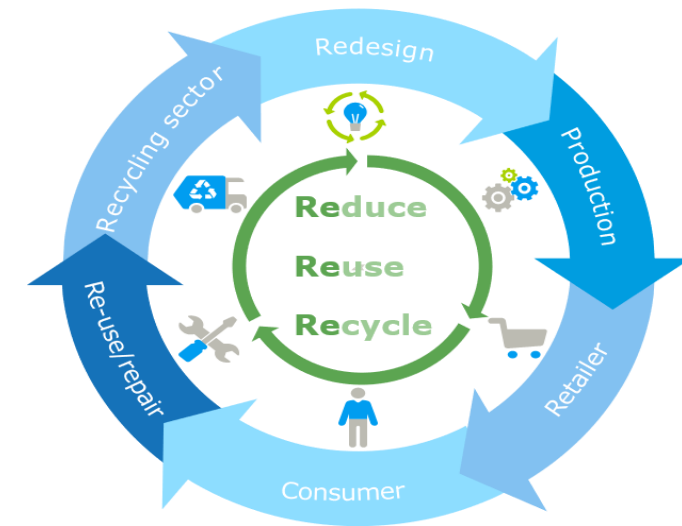 Redesign
Production
Retailer
Consumer
Re-use/repair
Recycling sector
Reduce
Reuse
Recycle